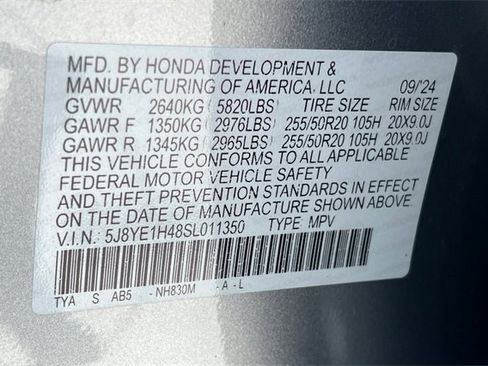 MFD. BY HONDA DEVELOPMENT &
MANUFACTURING OF AMERICA, LLC 09/24
GVWR 2640KG 5820LBS TIRE SIZE RIM SIZE
GAWR F 1350KG 2976LBS 255/50R20 105H 20X9.0J
GAWR R 1345KG 2965LBS 255/50R20 105H 20X9.0J
THIS VEHICLE CONFORMS TO ALL APPLICABLE
FEDERAL MOTOR VEHICLE SAFETY
AND THEFT PREVENTION STANDARDS IN EFFECT
ON THE DATE OF MANUFACTURE SHOWN ABOVE.
V.I.N: 5J8YE1H48SL011350 TYPE: MPV
TYA S AB5 -NH830M -A-L